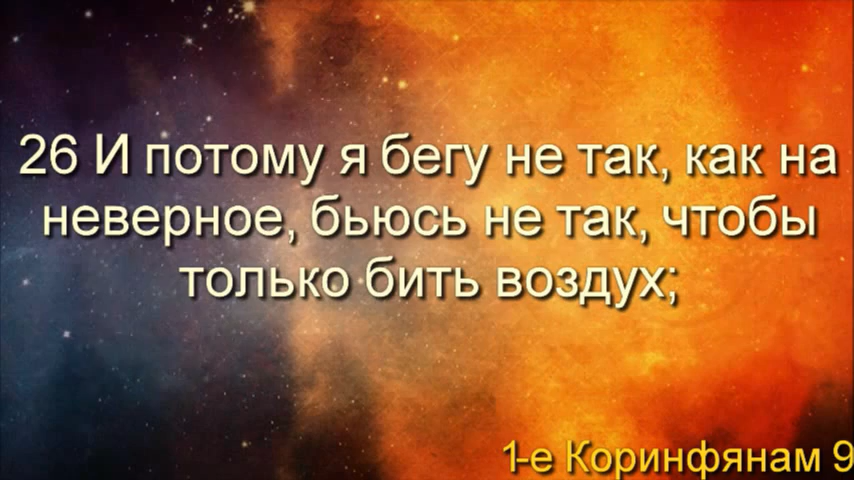 26 И потому я бегу не так, как на
неверное, бьюсь не так, чтобы
только бить воздух;
1-е Коринфянам 9